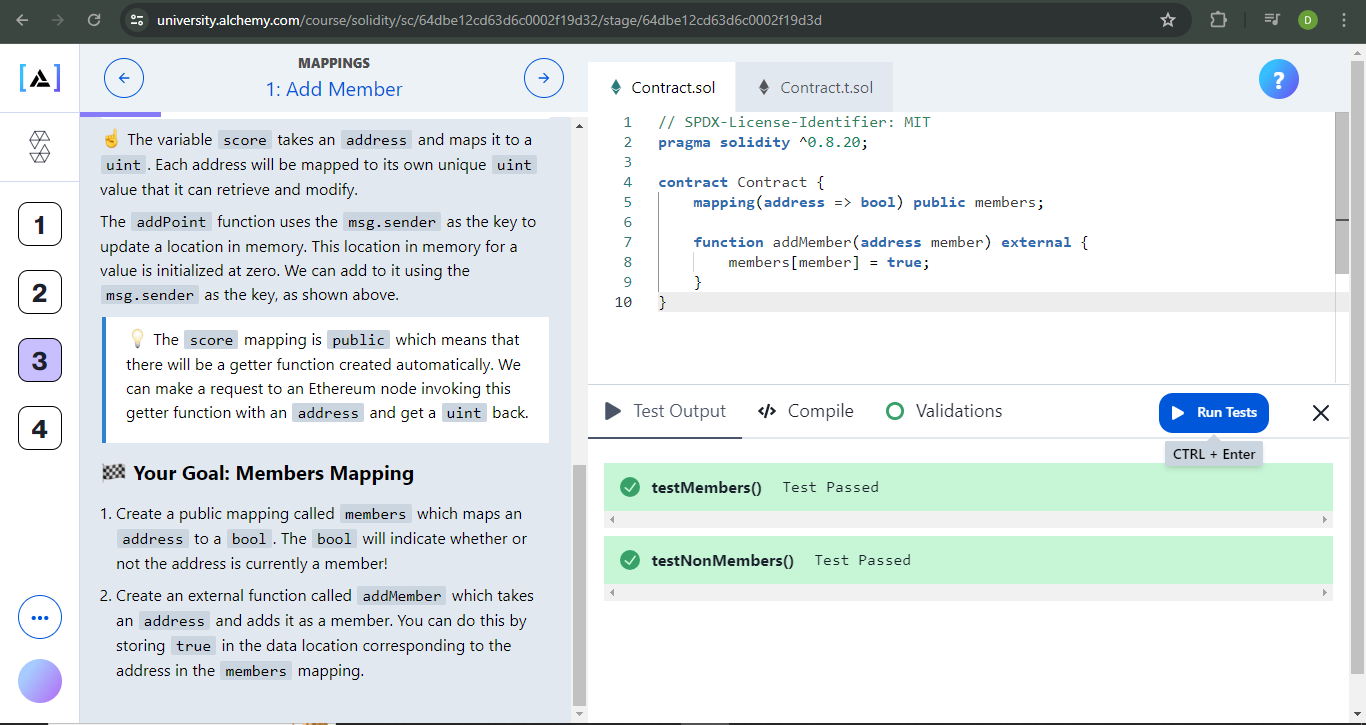 university.alchemy.com/course/solidity/sc/64dbe12cd63d6c0002f19d32/stage/64dbe12cd63d6c0002f19d3d
D
MAPPINGS
1: Add Member
1
2
3
4
☝ The variable score takes an address and maps it to a
uint . Each address will be mapped to its own unique uint
value that it can retrieve and modify.
The addPoint function uses the msg.sender as the key to
update a location in memory. This location in memory for a
value is initialized at zero. We can add to it using the
msg.sender as the key, as shown above.
💡 The score mapping is public which means that
there will be a getter function created automatically. We
can make a request to an Ethereum node invoking this
getter function with an address and get a uint back.
🏁 Your Goal: Members Mapping
1. Create a public mapping called members which maps an
address to a bool . The bool will indicate whether or
not the address is currently a member!
2. Create an external function called addMember which takes
an address and adds it as a member. You can do this by
storing true in the data location corresponding to the
address in the members mapping.
Contract.sol
Contract.t.sol
?
1 // SPDX-License-Identifier: MIT
2 pragma solidity ^0.8.20;
3
4 contract Contract {
5 mapping(address => bool) public members;
6
7 function addMember(address member) external {
8 members[member] = true;
9 }
10 }
Test Output
Compile
Validations
Run Tests
CTRL + Enter
testMembers() Test Passed
testNonMembers() Test Passed